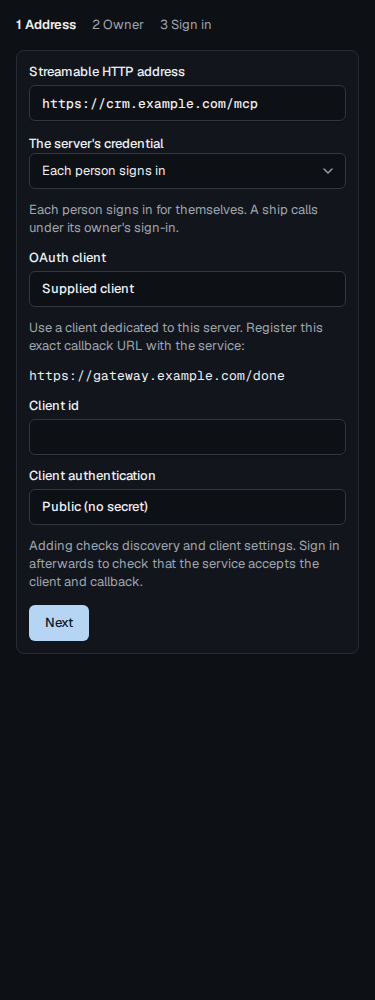 1 Address 2 Owner 3 Sign in
Streamable HTTP address
https://crm.example.com/mcp
The server's credential
Each person signs in
Each person signs in for themselves. A ship calls
under its owner's sign-in.
OAuth client
Supplied client
Use a client dedicated to this server. Register this
exact callback URL with the service:
https://gateway.example.com/done
Client id
Client authentication
Public (no secret)
Adding checks discovery and client settings. Sign in
afterwards to check that the service accepts the
client and callback.
Next